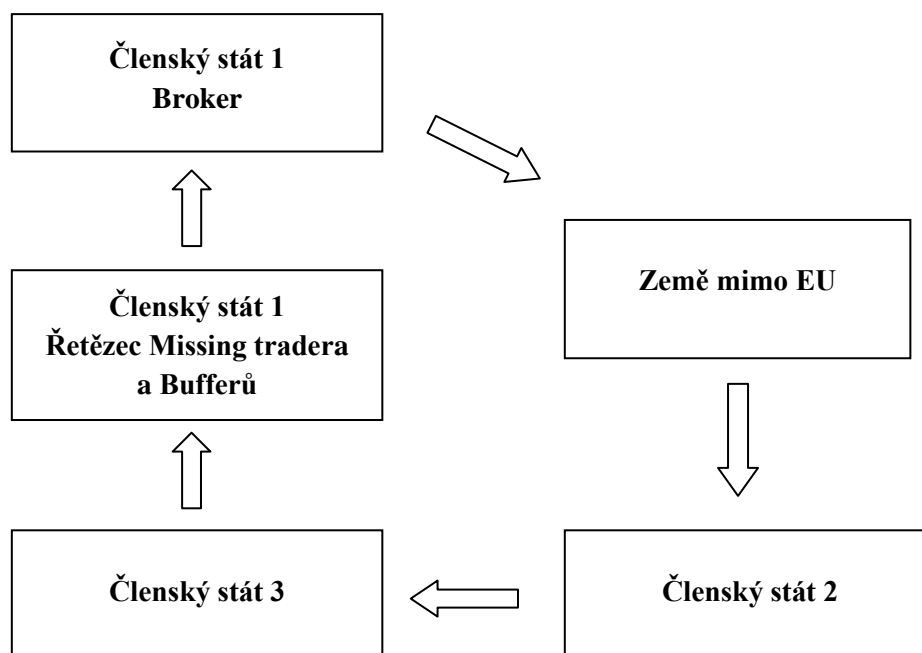 Členský stát 1
Broker
Země mimo EU
Členský stát 1
Řetězec Missing tradera
a Bufferů
Členský stát 3
Členský stát 2